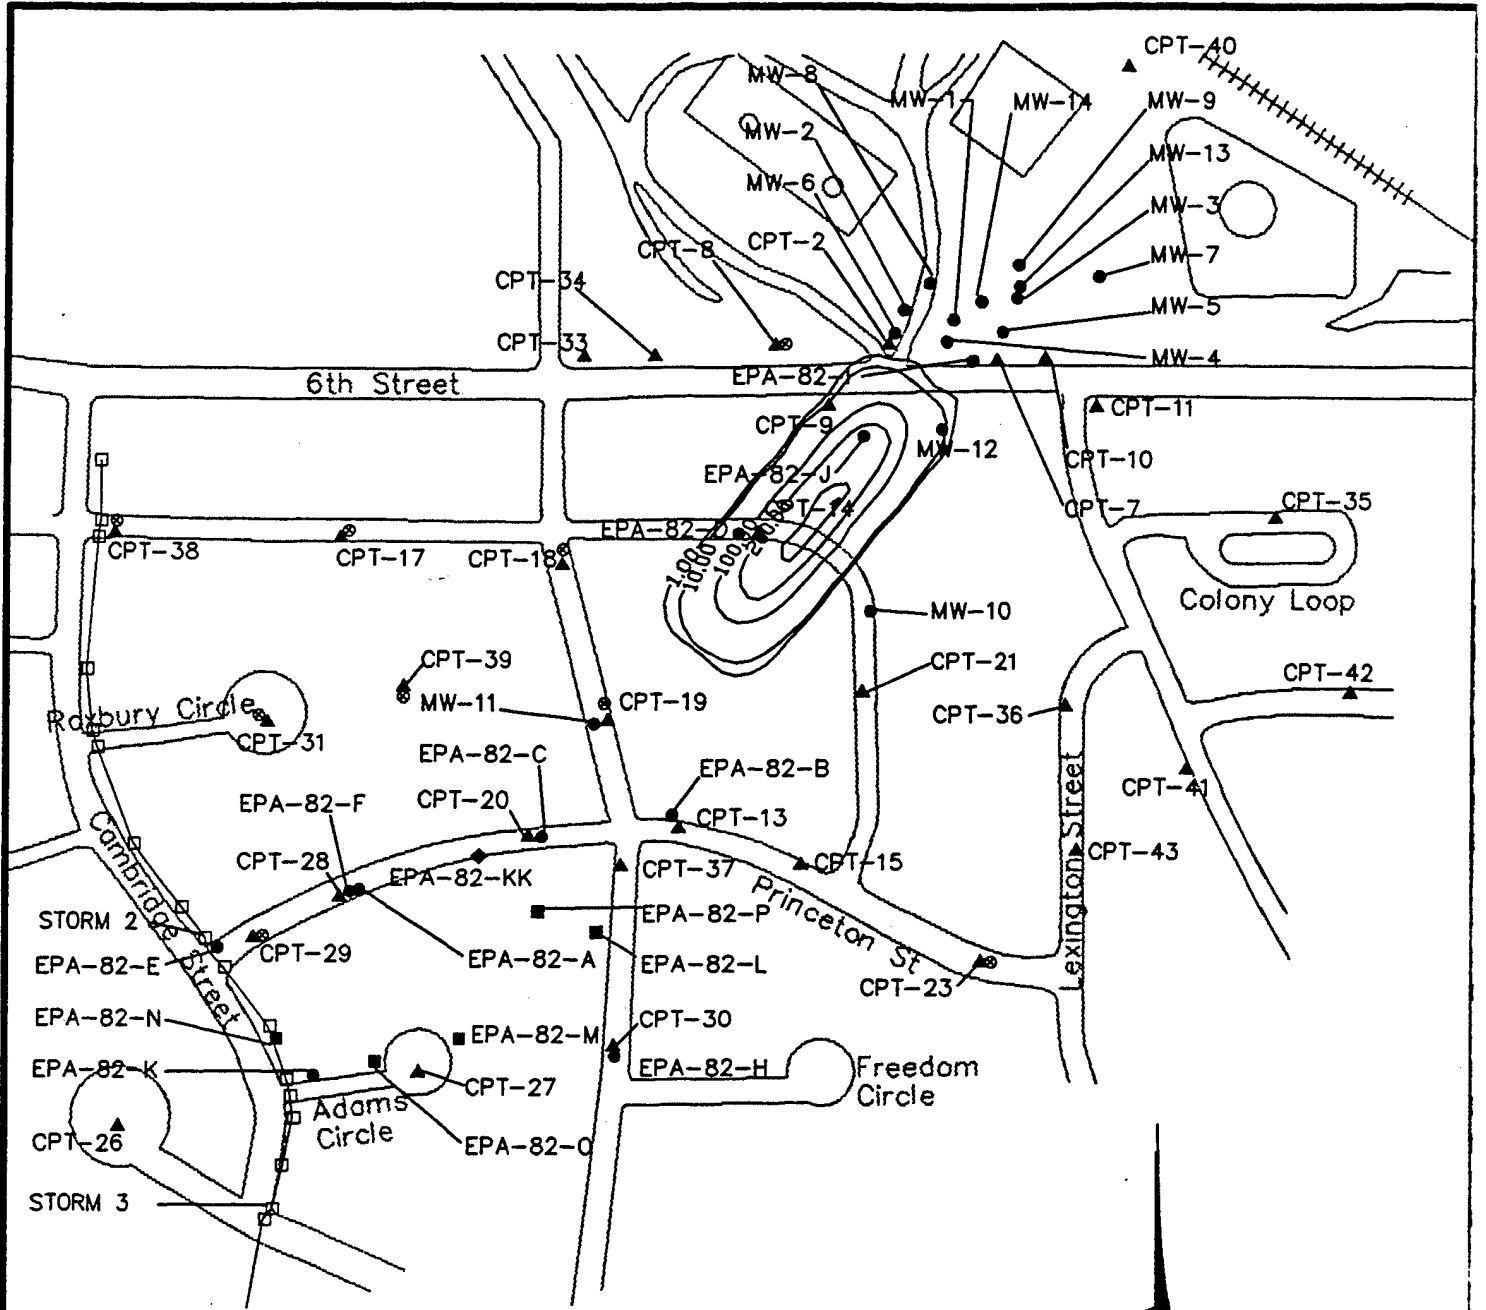 CPT-40
MW-8
MW-1
MW-14
MW-9
MW-2
MW-13
MW-6
MW-3
CPT-8
CPT-2
MW-7
CPT-34
MW-5
CPT-33
MW-4
6th Street
EPA-82-I
CPT-11
CPT-9
MW-12
CPT-10
EPA-82-J
CPT-14
CPT-7
CPT-35
EPA-82-D
CPT-38
CPT-17
CPT-18
1.00
10.00
Colony Loop
MW-10
CPT-39
CPT-21
CPT-42
MW-11
CPT-19
CPT-36
Roxbury Circle
CPT-31
EPA-82-C
EPA-82-B
CPT-41
EPA-82-F
CPT-20
CPT-13
Lexington Street
Cambridge Street
CPT-28
EPA-82-KK
CPT-37
CPT-15
CPT-43
STORM 2
EPA-82-P
Princeton St
EPA-82-E
CPT-29
EPA-82-A
EPA-82-L
CPT-23
EPA-82-N
EPA-82-M
CPT-30
EPA-82-K
CPT-27
EPA-82-H
Freedom
Circle
Adams
Circle
CPT-26
EPA-82-O
STORM 3